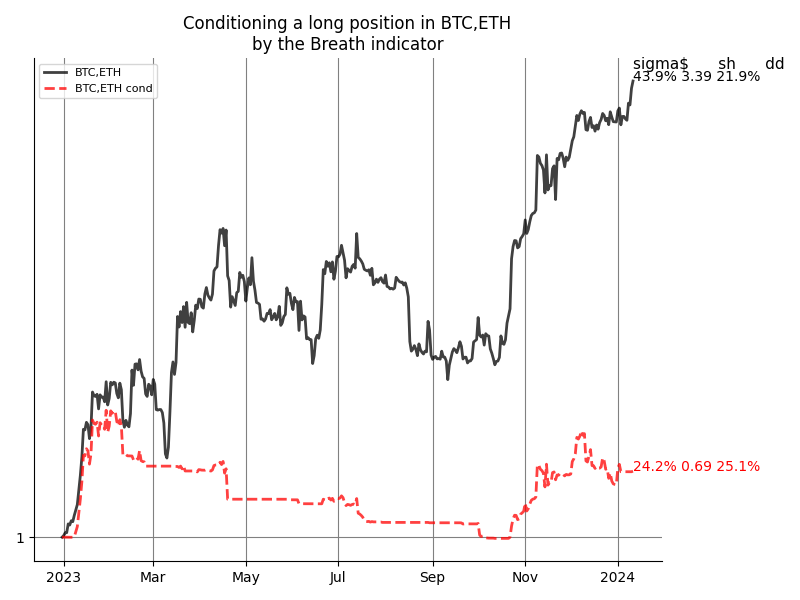 Conditioning a long position in BTC,ETH
by the Breath indicator
sigma$ sh dd
43.9% 3.39 21.9%
BTC,ETH
BTC,ETH cond
24.2% 0.69 25.1%
1
2023 Mar May Jul Sep Nov 2024